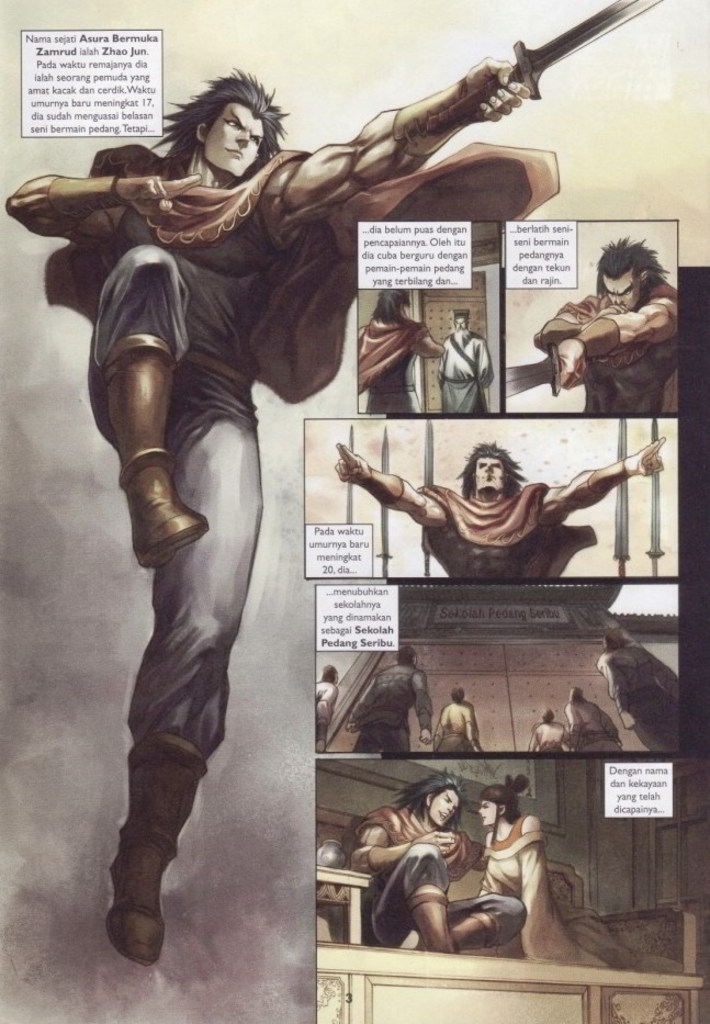 Nama sejati Asura Bermuka
Zamrud ialah Zhao Jun.
Pada waktu remajanya dia
ialah seorang pemuda yang
amat kacak dan cerdik.Waktu
umurnya baru meningkat 17,
dia sudah menguasai belasan
seni bermain pedang. Tetapi...
...dia belum puas dengan
pencapaiannya. Oleh itu
dia cuba berguru dengan
pemain-pemain pedang
yang terbilang dan...
...berlatih seni-
seni bermain
pedangnya
dengan tekun
dan rajin.
Pada waktu
umurnya baru
meningkat
20, dia...
...menubuhkan
sekolahnya
yang dinamakan
sebagai Sekolah
Pedang Seribu.
Sekolah Pedang Seribu
Dengan nama
dan kekayaan
yang telah
dicapainya...
3